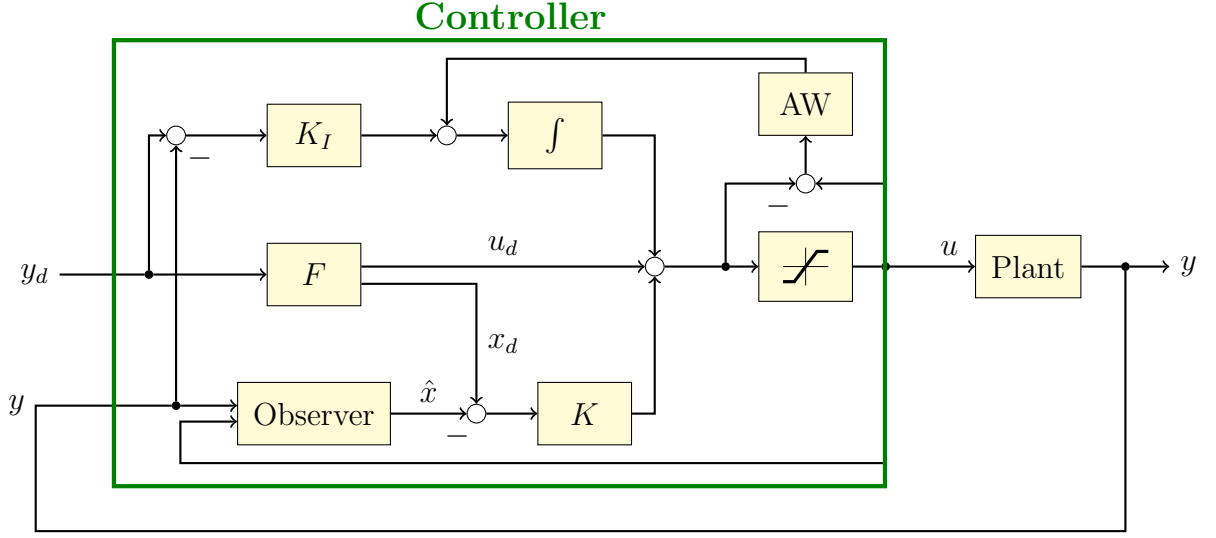 Controller
AW
−
K_I
∫
−
y_d
F
u_d
u
Plant
y
x_d
y
Observer
x̂
−
K